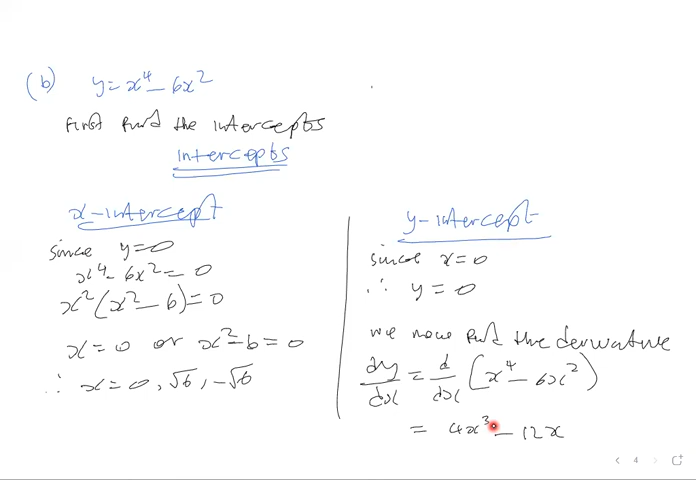 (b) y = x⁴ - 6x²
First find the intercepts
intercepts
x-intercept
since y=0
x⁴ - 6x² = 0
x²(x² - 6) = 0
x = 0 or x² - 6 = 0
∴ x = 0, √6, -√6
y-intercept
since x = 0
∴ y = 0
we now find the derivative
dy/dx = d/dx (x⁴ - 6x²)
= 4x³ - 12x
4